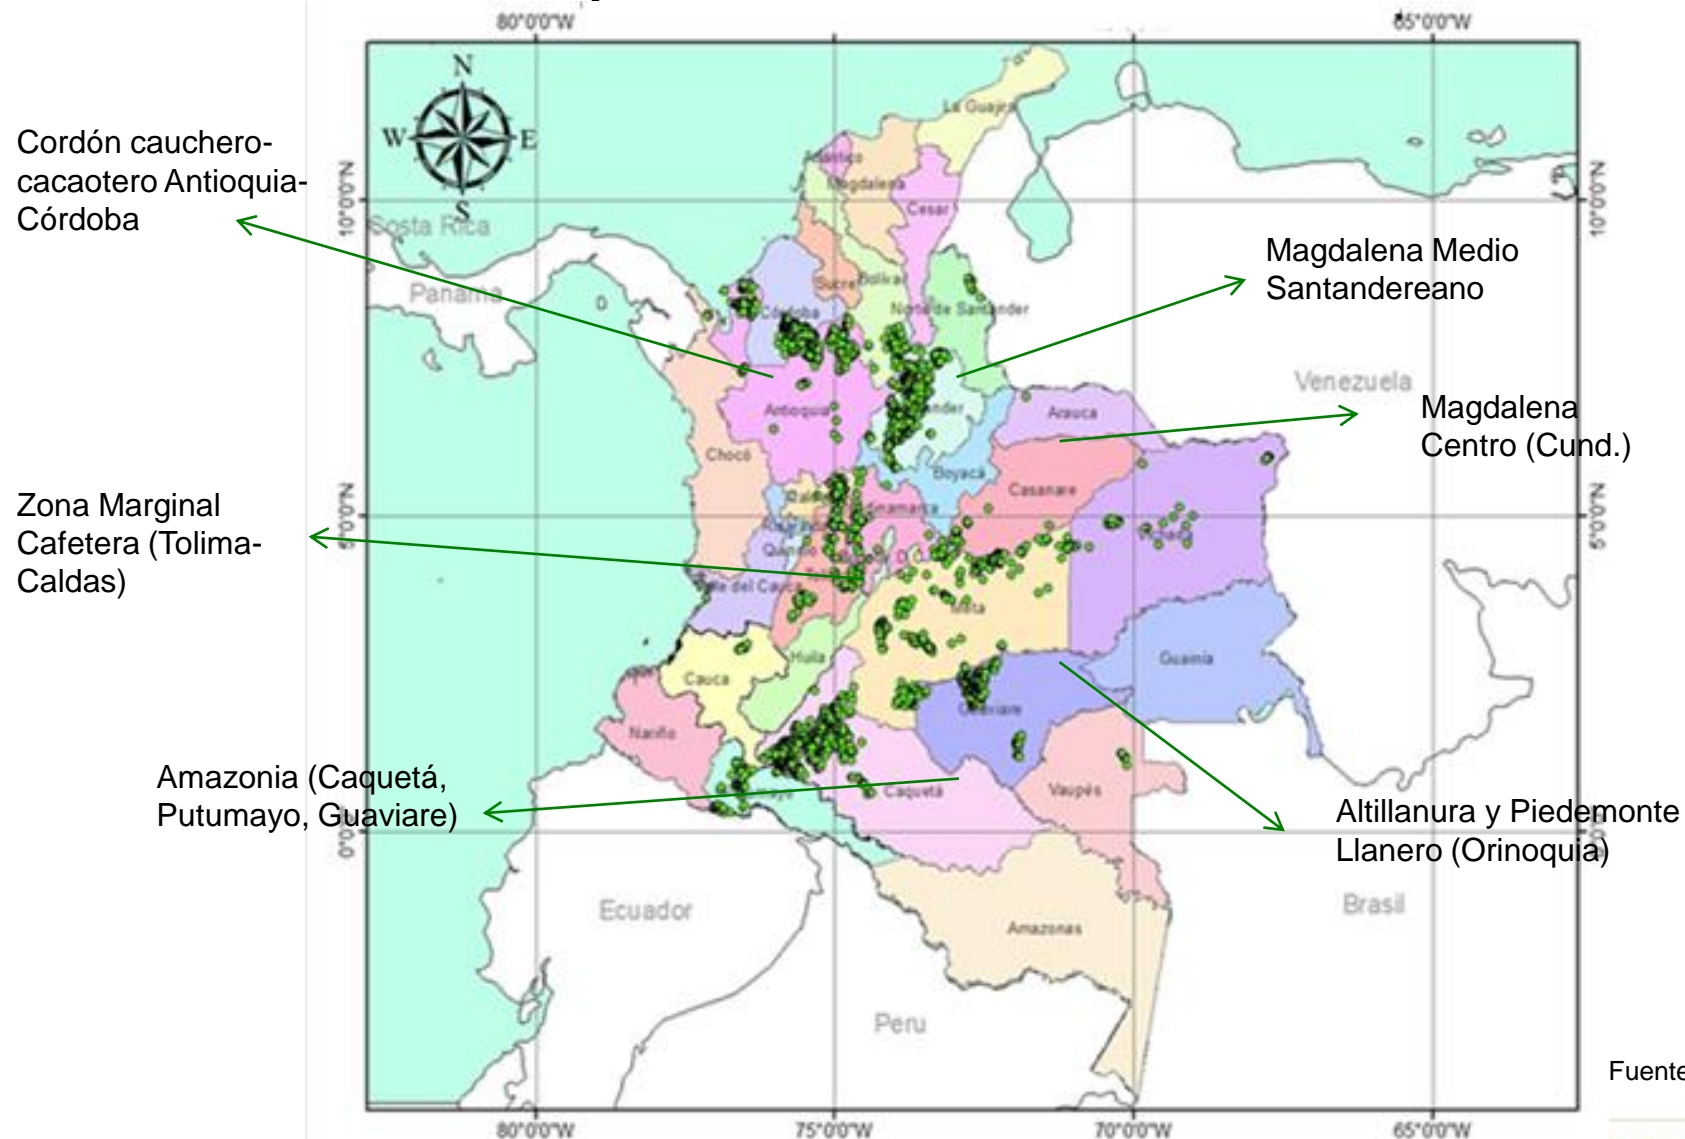 80°0'0"W
65°0'0"W
N
W
E
S
Cordón cauchero-
cacaotero Antioquia-
Córdoba
10°0'0"N
10°0'0"N
La Guajira
Magdalena
Cesar
Costa Rica
Panama
Sucre
Bolívar
Norte de Santander
Córdoba
Magdalena Medio
Santandereano
Venezuela
Antioquia
Arauca
Magdalena
Centro (Cund.)
Chocó
Boyacá
Casanare
Zona Marginal
Cafetera (Tolima-
Caldas)
5°0'0"N
5°0'0"N
Quindío
Valle del Cauca
Meta
Huila
Cauca
Guainía
Guaviare
Nariño
Amazonia (Caquetá,
Putumayo, Guaviare)
Caquetá
Vaupés
Altillanura y Piedemonte
Llanero (Orinoquia)
Ecuador
Brasil
Amazonas
Peru
Fuente
80°0'0"W
75°0'0"W
70°0'0"W
65°0'0"W